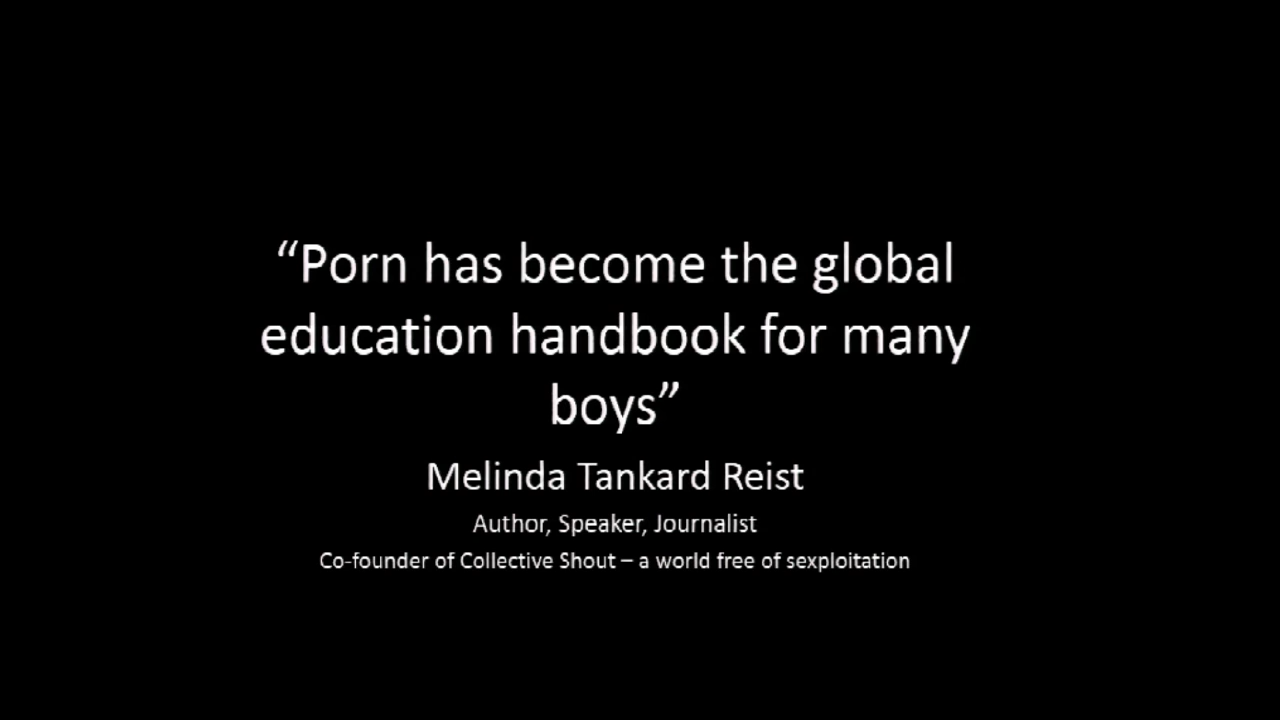 “Porn has become the global
education handbook for many
boys”
Melinda Tankard Reist
Author, Speaker, Journalist
Co-founder of Collective Shout – a world free of sexploitation